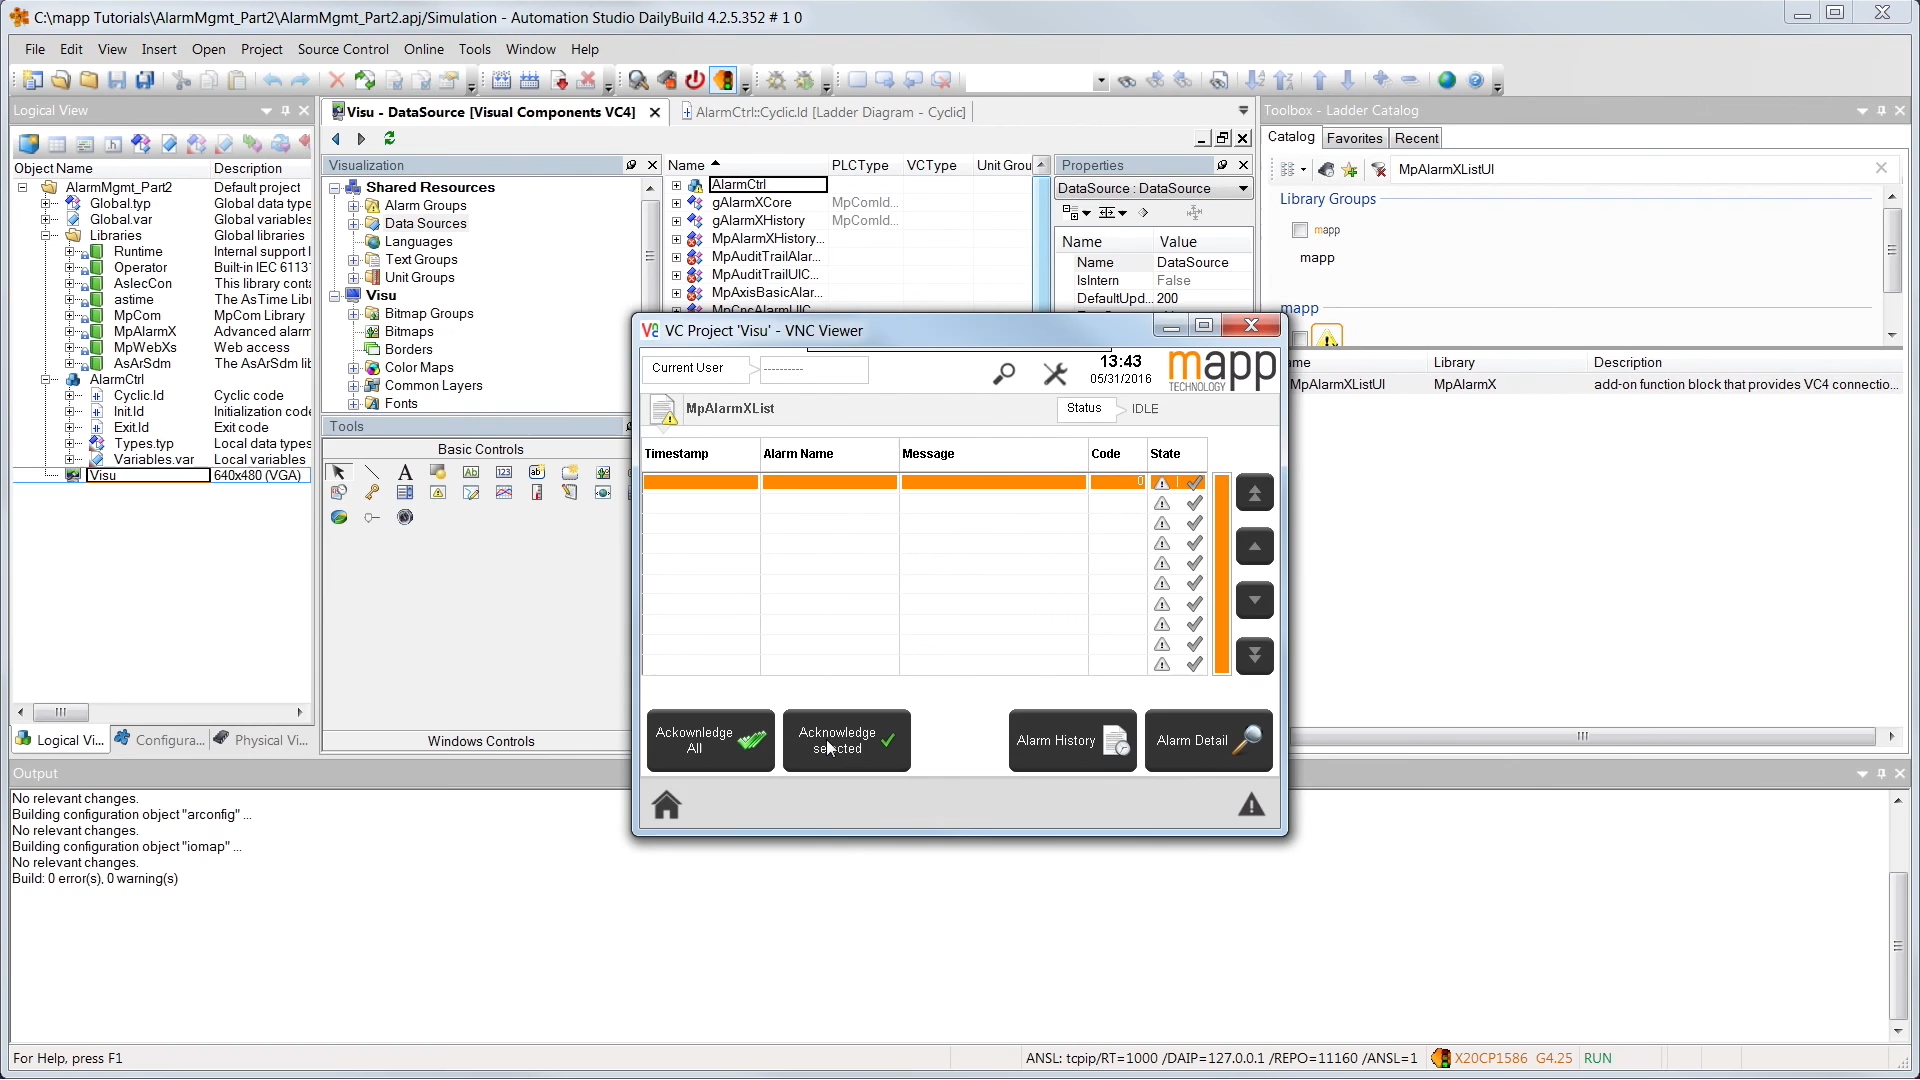 C:\mapp Tutorials\AlarmMgmt_Part2\AlarmMgmt_Part2.apj/Simulation - Automation Studio DailyBuild 4.2.5.352 # 1 0
File Edit View Insert Open Project Source Control Online Tools Window Help
Logical View
Object Name Description
AlarmMgmt_Part2 Default project
Global.typ Global data type
Global.var Global variables
Libraries Global libraries
Runtime Internal support l
Operator Built-in IEC 6113
AslecCon This library conta
astime The AsTime Libr
MpCom MpCom Library
MpAlarmX Advanced alarm
MpWebXs Web access
AsArSdm The AsArSdm lib
AlarmCtrl
Cyclic.ld Cyclic code
Init.ld Initialization code
Exit.ld Exit code
Types.typ Local data types
Variables.var Local variables
Visu 640x480 (VGA)
Logical Vi... Configura... Physical Vi...
Visu - DataSource [Visual Components VC4]
AlarmCtrl::Cyclic.ld [Ladder Diagram - Cyclic]
Visualization
Shared Resources
Alarm Groups
Data Sources
Languages
Text Groups
Unit Groups
Visu
Bitmap Groups
Bitmaps
Borders
Color Maps
Common Layers
Fonts
Tools
Basic Controls
Windows Controls
Name PLCType VCType Unit Grou
AlarmCtrl
gAlarmXCore MpComId...
gAlarmXHistory MpComId...
MpAlarmXHistory...
MpAuditTrailAlar...
MpAuditTrailUIC...
MpAxisBasicAlar...
MpCncAlarmUIC...
Properties
DataSource : DataSource
Name Value
Name DataSource
IsIntern False
DefaultUpd... 200
Toolbox - Ladder Catalog
Catalog Favorites Recent
MpAlarmXListUI
Library Groups
mapp
mapp
mapp
ame Library Description
MpAlarmXListUI MpAlarmX add-on function block that provides VC4 connectio...
VC Project 'Visu' - VNC Viewer
Current User ----------
13:43
05/31/2016
mapp
TECHNOLOGY
MpAlarmXList Status IDLE
Timestamp Alarm Name Message Code State
0
Ackownledge
All
Acknowledge
selected
Alarm History
Alarm Detail
Output
No relevant changes.
Building configuration object "arconfig" ...
No relevant changes.
Building configuration object "iomap" ...
No relevant changes.
Build: 0 error(s), 0 warning(s)
For Help, press F1
ANSL: tcpip/RT=1000 /DAIP=127.0.0.1 /REPO=11160 /ANSL=1 X20CP1586 G4.25 RUN